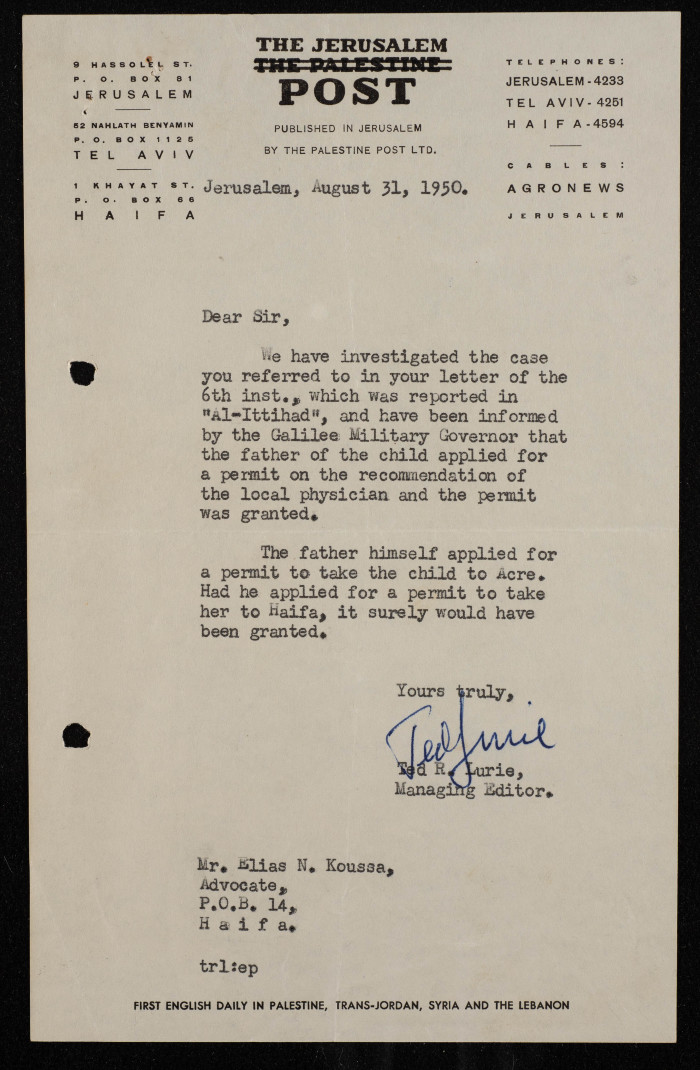 THE JERUSALEM
THE PALESTINE
POST
PUBLISHED IN JERUSALEM
BY THE PALESTINE POST LTD.
9 HASSOLEL ST.
P. O. BOX 81
JERUSALEM
52 NAHLATH BENYAMIN
P. O. BOX 1125
TEL AVIV
1 KHAYAT ST.
P. O. BOX 66
HAIFA
TELEPHONES:
JERUSALEM - 4233
TEL AVIV - 4251
HAIFA - 4594
CABLES:
AGRONEWS
JERUSALEM
Jerusalem, August 31, 1950.
Dear Sir,
We have investigated the case
you referred to in your letter of the
6th inst., which was reported in
"Al-Ittihad", and have been informed
by the Galilee Military Governor that
the father of the child applied for
a permit on the recommendation of
the local physician and the permit
was granted.
The father himself applied for
a permit to take the child to Acre.
Had he applied for a permit to take
her to Haifa, it surely would have
been granted.
Yours truly,
Ted Lurie
Ted R. Lurie,
Managing Editor.
Mr. Elias N. Koussa,
Advocate,
P.O.B. 14,
H a i f a.
trl:ep
FIRST ENGLISH DAILY IN PALESTINE, TRANS-JORDAN, SYRIA AND THE LEBANON